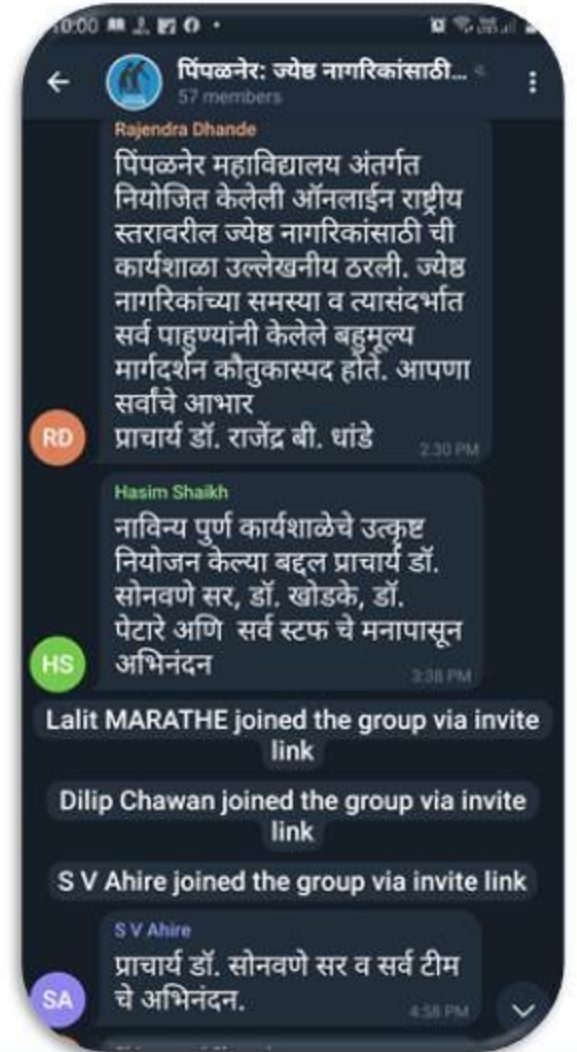 10:00
पिंपळनेर: ज्येष्ठ नागरिकांसाठी...
57 members
Rajendra Dhande
पिंपळनेर महाविद्यालय अंतर्गत
नियोजित केलेली ऑनलाईन राष्ट्रीय
स्तरावरील ज्येष्ठ नागरिकांसाठी ची
कार्यशाळा उल्लेखनीय ठरली. ज्येष्ठ
नागरिकांच्या समस्या व त्यासंदर्भात
सर्व पाहुण्यांनी केलेले बहुमूल्य
मार्गदर्शन कौतुकास्पद होते. आपणा
सर्वांचे आभार
प्राचार्य डॉ. राजेंद्र बी. धांडे
RD
2:30 PM
Hasim Shaikh
नाविन्य पुर्ण कार्यशाळेचे उत्कृष्ट
नियोजन केल्या बद्दल प्राचार्य डॉ.
सोनवणे सर, डॉ. खोडके, डॉ.
पेटारे अणि सर्व स्टफ चे मनापासून
अभिनंदन
HS
3:38 PM
Lalit MARATHE joined the group via invite
link
Dilip Chawan joined the group via invite
link
S V Ahire joined the group via invite link
S V Ahire
प्राचार्य डॉ. सोनवणे सर व सर्व टीम
चे अभिनंदन.
SA
4:58 PM